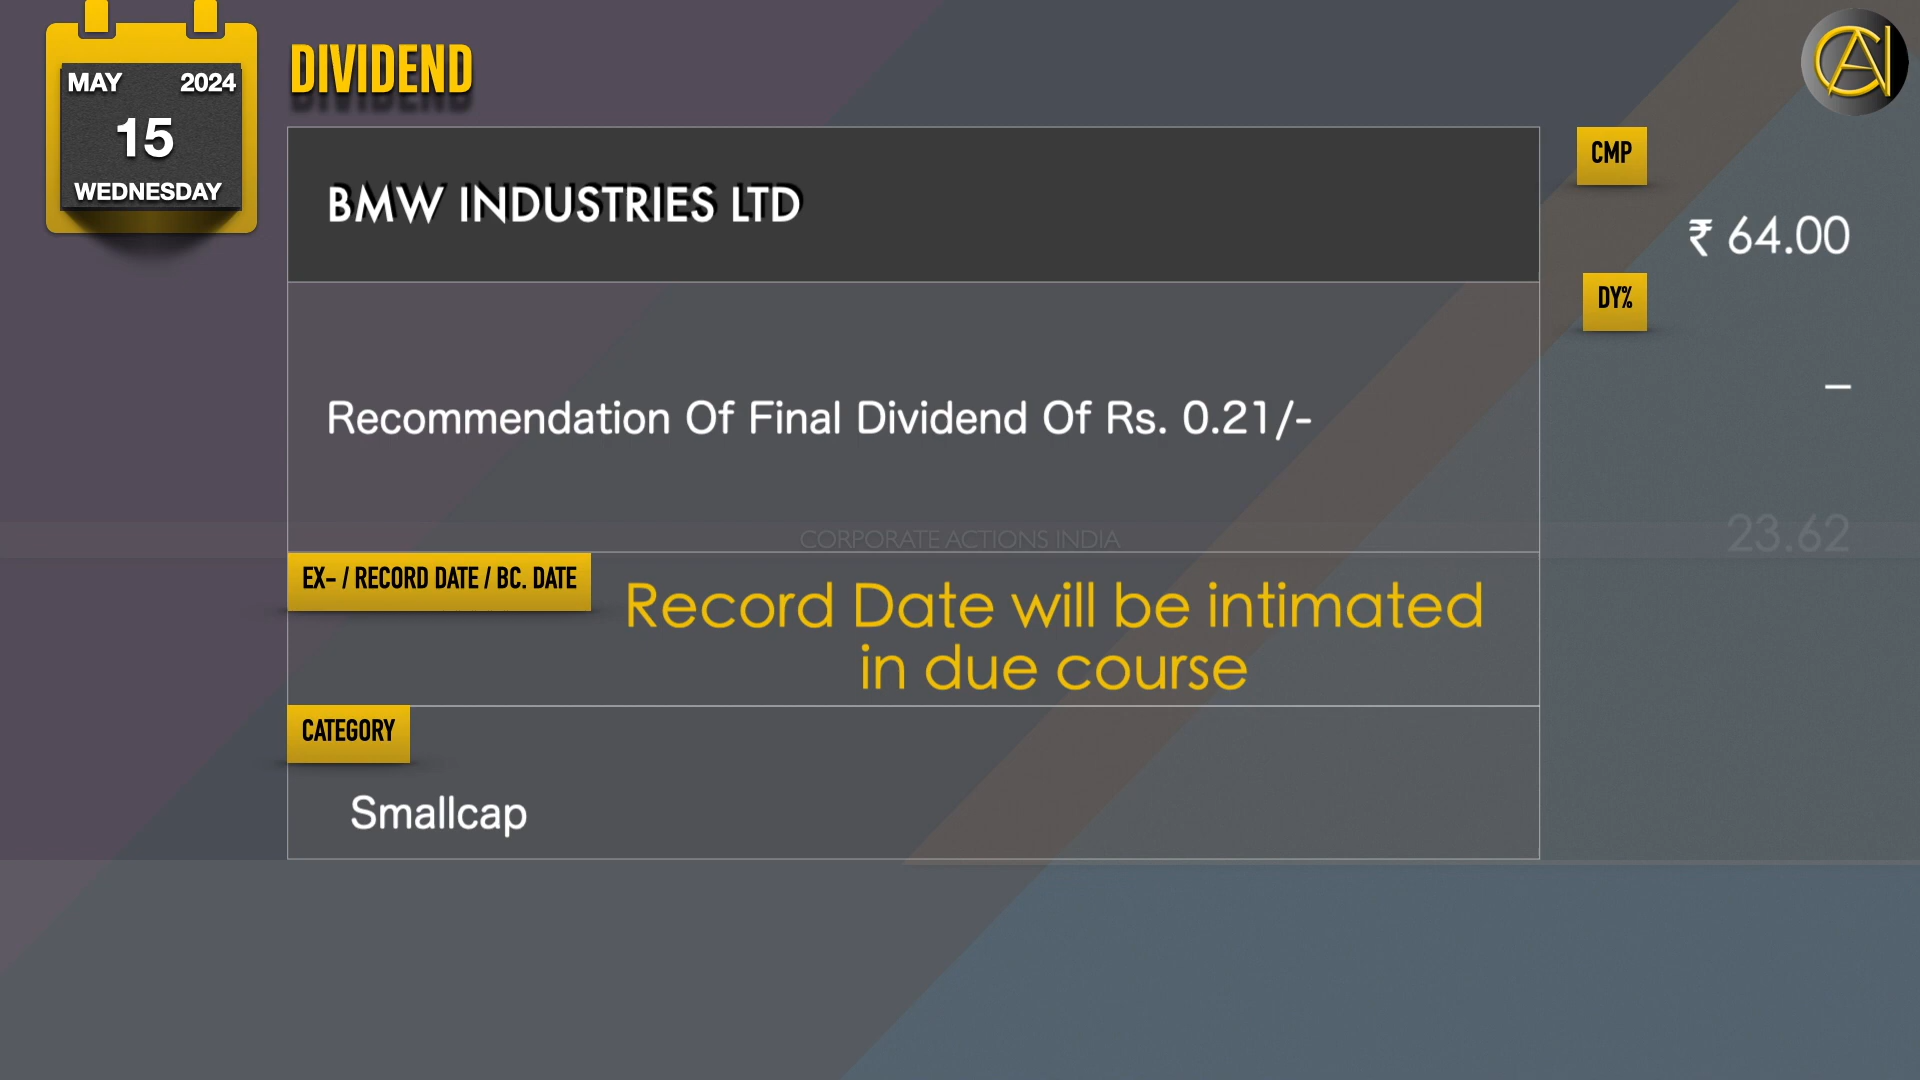 MAY 2024
15
WEDNESDAY
DIVIDEND
BMW INDUSTRIES LTD
CMP
₹ 64.00
DY%
–
Recommendation Of Final Dividend Of Rs. 0.21/-
23.62
CORPORATE ACTIONS INDIA
EX- / RECORD DATE / BC. DATE
Record Date will be intimated
in due course
CATEGORY
Smallcap
CAI